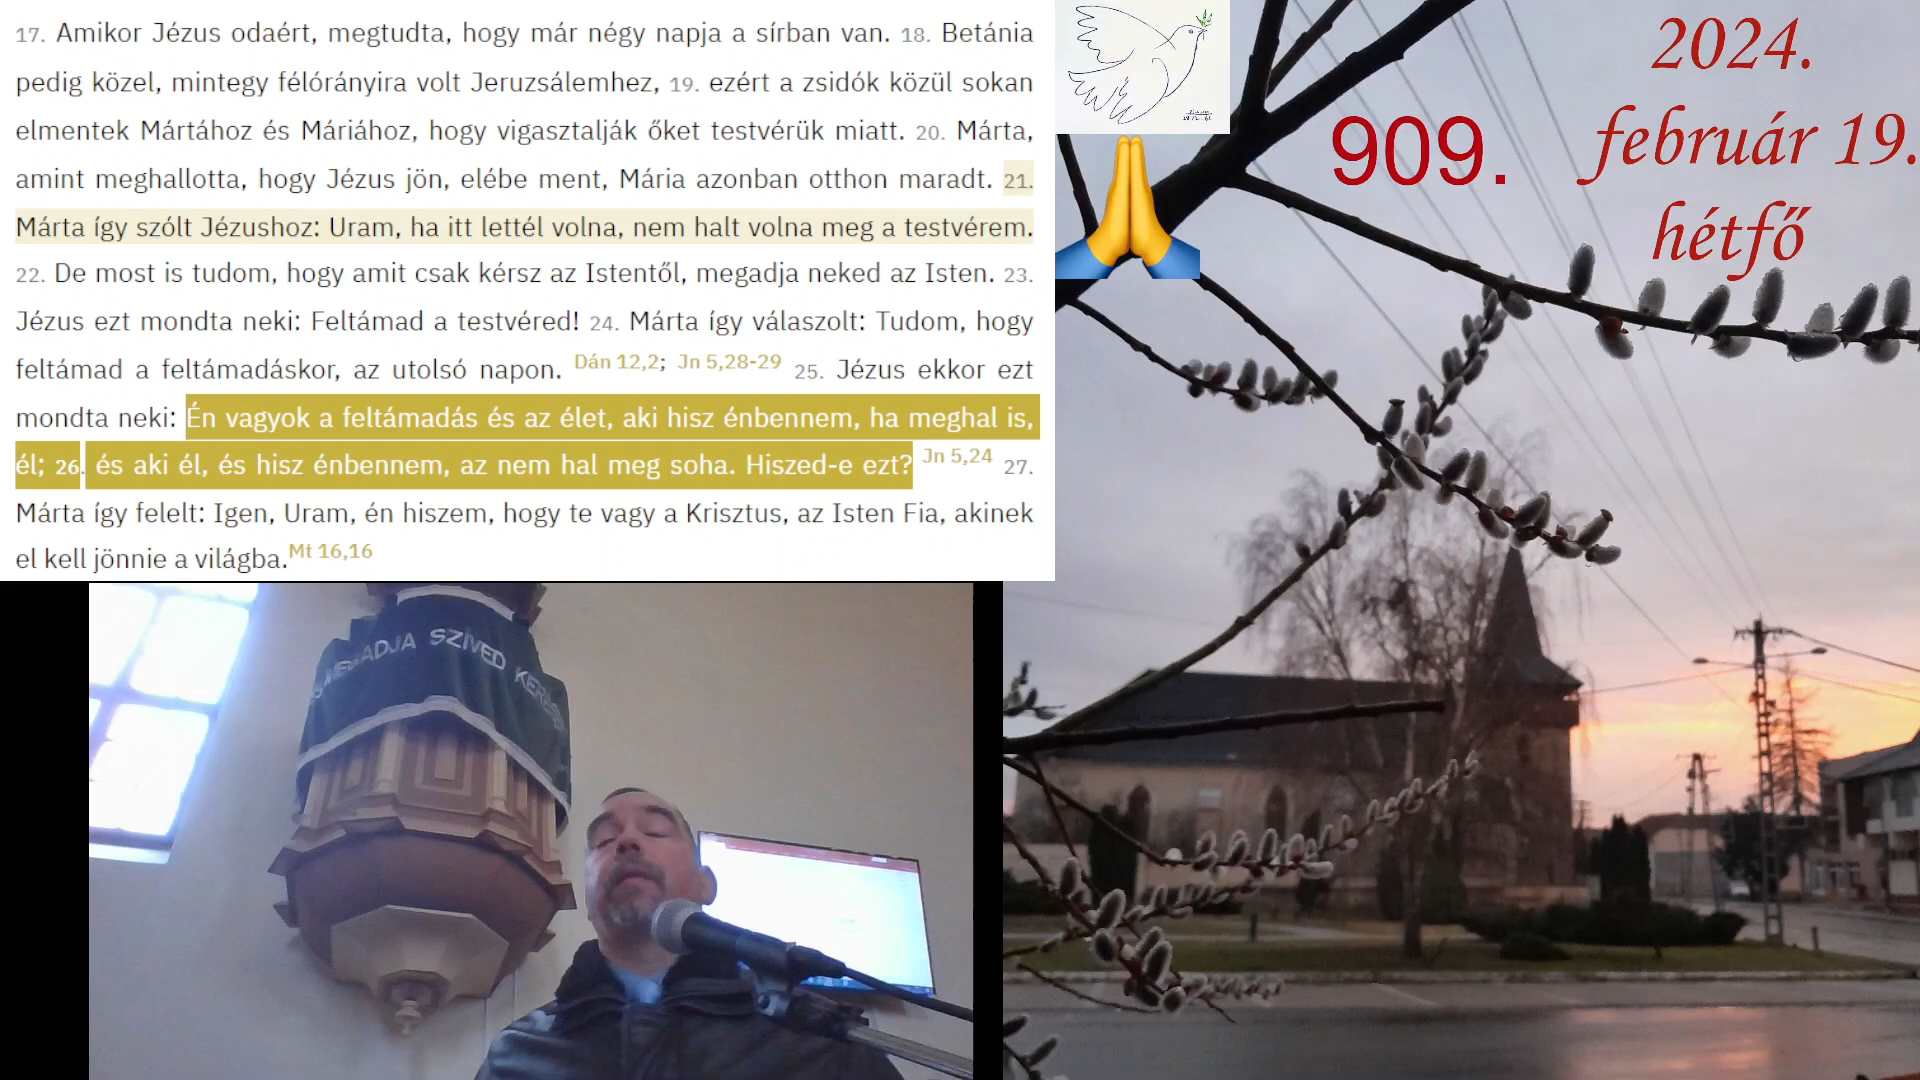 17. Amikor Jézus odaért, megtudta, hogy már négy napja a sírban van. 18. Betánia
pedig közel, mintegy félórányira volt Jeruzsálemhez, 19. ezért a zsidók közül sokan
elmentek Mártához és Máriához, hogy vigasztalják őket testvérük miatt. 20. Márta,
amint meghallotta, hogy Jézus jön, elébe ment, Mária azonban otthon maradt. 21.
Márta így szólt Jézushoz: Uram, ha itt lettél volna, nem halt volna meg a testvérem.
22. De most is tudom, hogy amit csak kérsz az Istentől, megadja neked az Isten. 23.
Jézus ezt mondta neki: Feltámad a testvéred! 24. Márta így válaszolt: Tudom, hogy
feltámad a feltámadáskor, az utolsó napon. Dán 12,2; Jn 5,28-29 25. Jézus ekkor ezt
mondta neki: Én vagyok a feltámadás és az élet, aki hisz énbennem, ha meghal is,
él; 26. és aki él, és hisz énbennem, az nem hal meg soha. Hiszed-e ezt? Jn 5,24 27.
Márta így felelt: Igen, Uram, én hiszem, hogy te vagy a Krisztus, az Isten Fia, akinek
el kell jönnie a világba. Mt 16,16
909.
2024.
február 19.
hétfő
SZÍVED